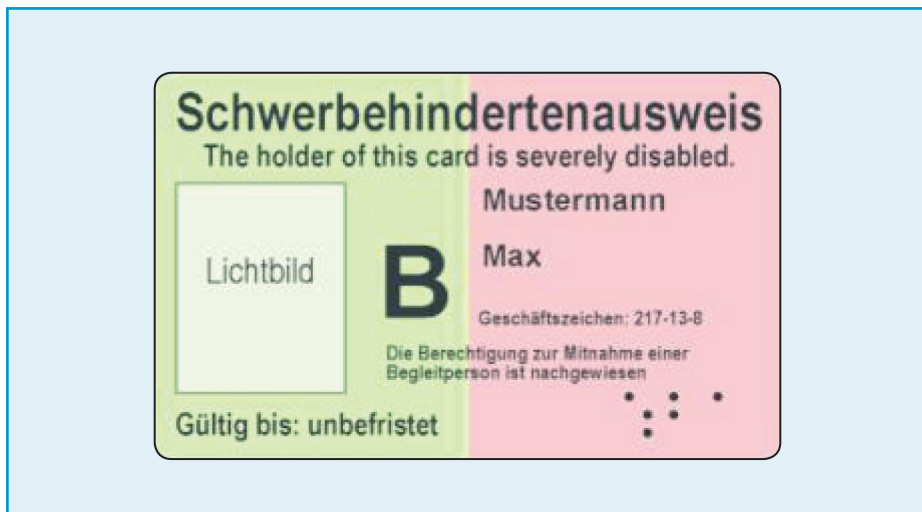 Schwerbehindertenausweis
The holder of this card is severely disabled.
Mustermann
Max
Lichtbild
B
Geschäftszeichen: 217-13-8
Die Berechtigung zur Mitnahme einer
Begleitperson ist nachgewiesen
Gültig bis: unbefristet